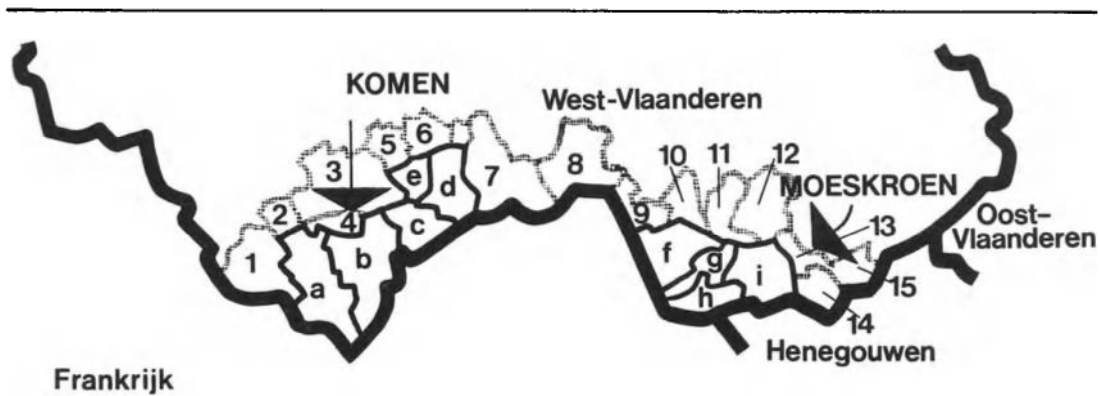 KOMEN
West-Vlaanderen
6
5
10
11
12
3
e
7
8
MOESKROEN
d
2
4
9
13
Oost-
Vlaanderen
c
1
b
f
g
i
a
h
15
14
Henegouwen
Frankrijk